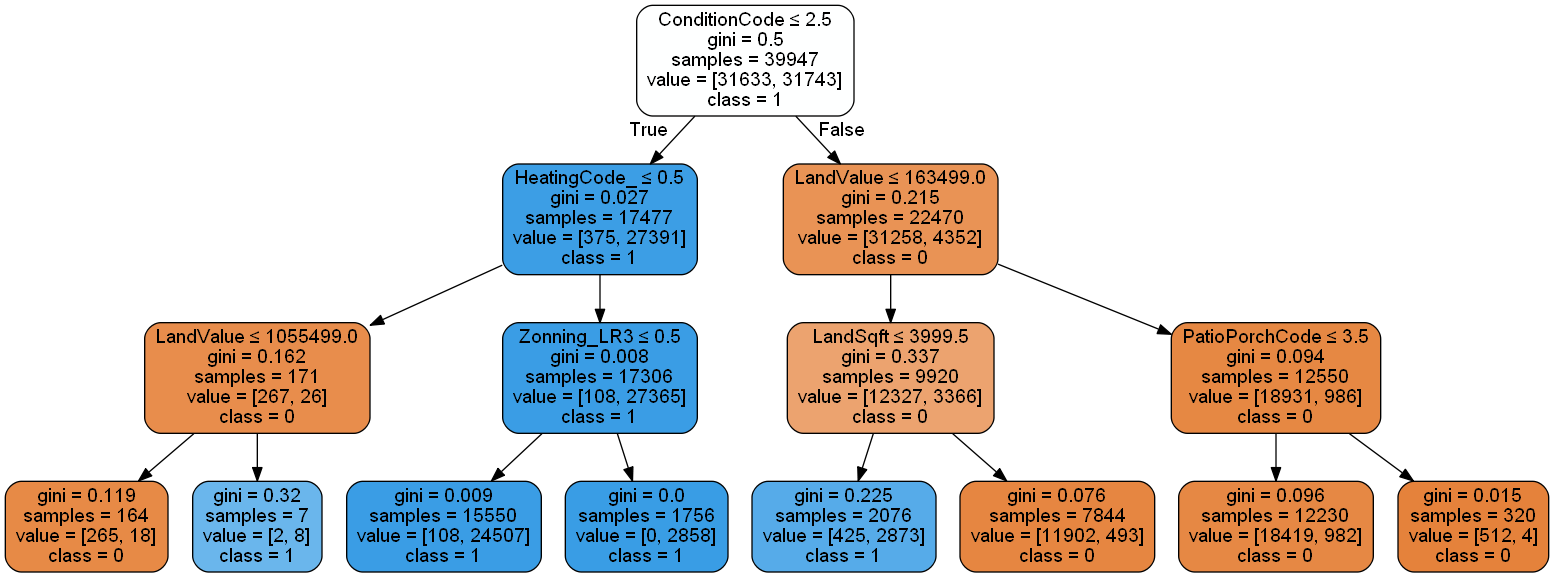 ConditionCode ≤ 2.5
gini = 0.5
samples = 39947
value = [31633, 31743]
class = 1
True
False
HeatingCode_ ≤ 0.5
gini = 0.027
samples = 17477
value = [375, 27391]
class = 1
LandValue ≤ 163499.0
gini = 0.215
samples = 22470
value = [31258, 4352]
class = 0
LandValue ≤ 1055499.0
gini = 0.162
samples = 171
value = [267, 26]
class = 0
Zonning_LR3 ≤ 0.5
gini = 0.008
samples = 17306
value = [108, 27365]
class = 1
LandSqft ≤ 3999.5
gini = 0.337
samples = 9920
value = [12327, 3366]
class = 0
PatioPorchCode ≤ 3.5
gini = 0.094
samples = 12550
value = [18931, 986]
class = 0
gini = 0.119
samples = 164
value = [265, 18]
class = 0
gini = 0.32
samples = 7
value = [2, 8]
class = 1
gini = 0.009
samples = 15550
value = [108, 24507]
class = 1
gini = 0.0
samples = 1756
value = [0, 2858]
class = 1
gini = 0.225
samples = 2076
value = [425, 2873]
class = 1
gini = 0.076
samples = 7844
value = [11902, 493]
class = 0
gini = 0.096
samples = 12230
value = [18419, 982]
class = 0
gini = 0.015
samples = 320
value = [512, 4]
class = 0